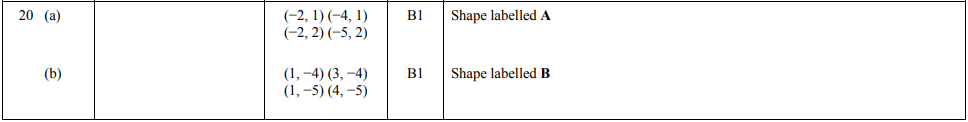 20 (a) (−2, 1) (−4, 1) B1 Shape labelled A
(−2, 2) (−5, 2)
(b) (1, −4) (3, −4) B1 Shape labelled B
(1, −5) (4, −5)